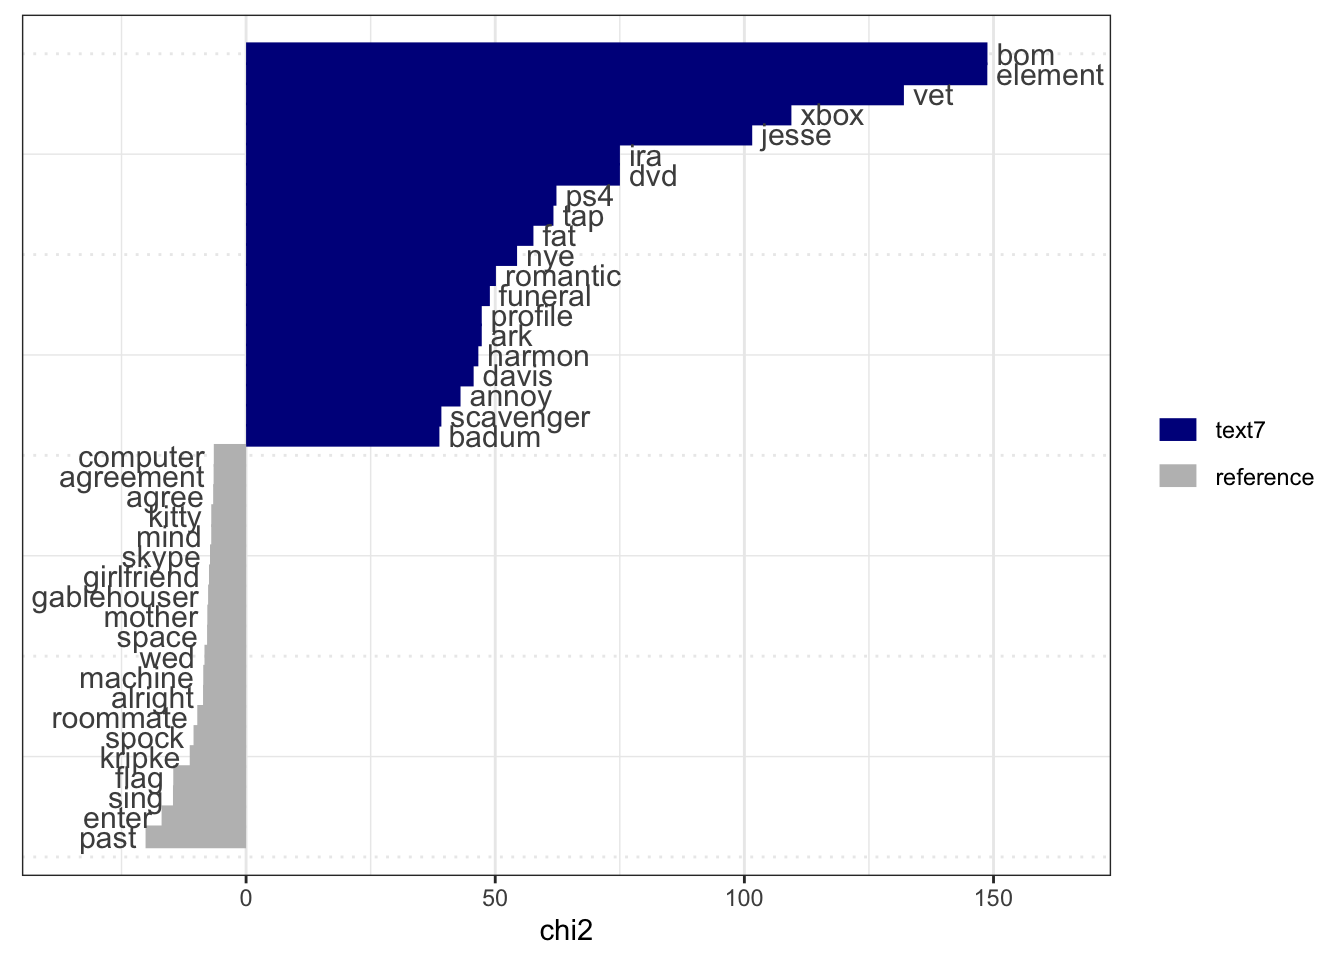 bom
element
vet
xbox
jesse
ira
dvd
ps4
tap
fat
nye
romantic
funeral
profile
ark
harmon
davis
annoy
scavenger
badum
computer
agreement
agree
kitty
mind
skype
girlfriend
gablehouser
mother
space
wed
machine
alright
roommate
spock
kripke
flag
sing
enter
past
0 50 100 150
chi2
text7
reference